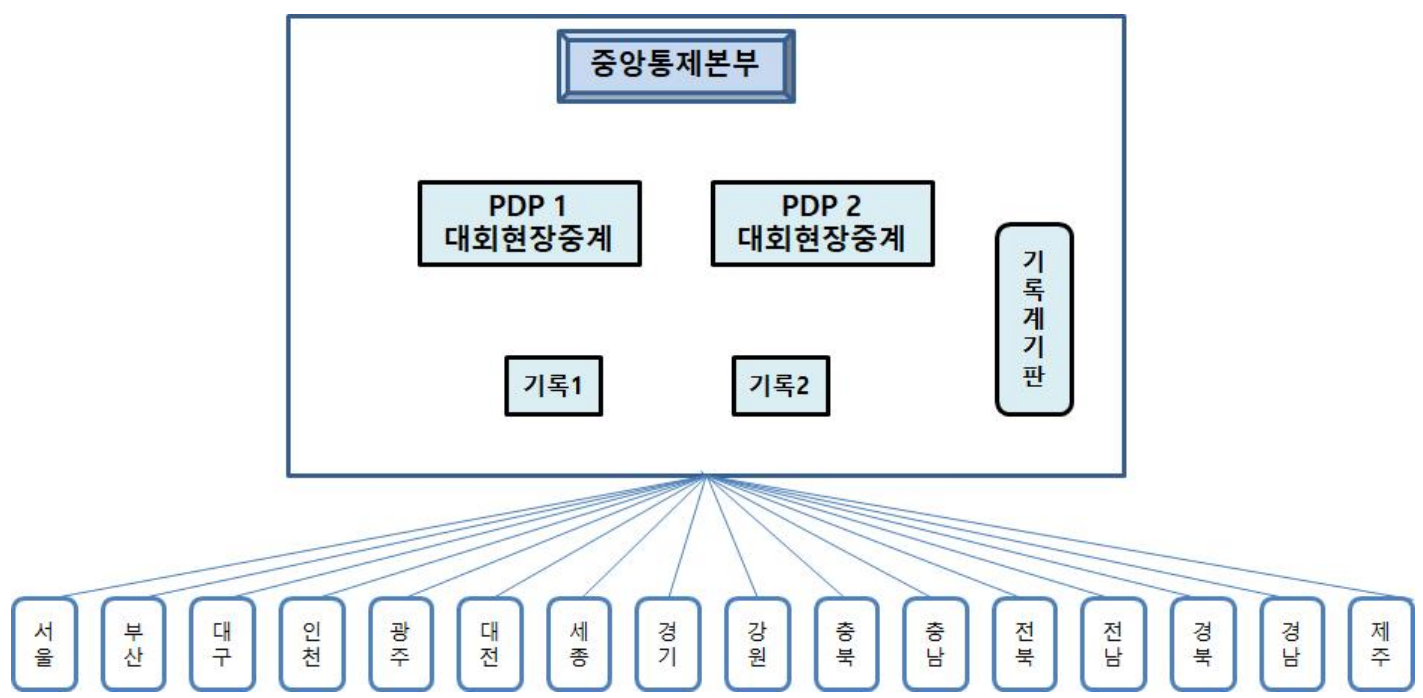 중앙통제본부
PDP 1
대회현장중계
PDP 2
대회현장중계
기록계기판
기록1
기록2
서울
부산
대구
인천
광주
대전
세종
경기
강원
충북
충남
전북
전남
경북
경남
제주